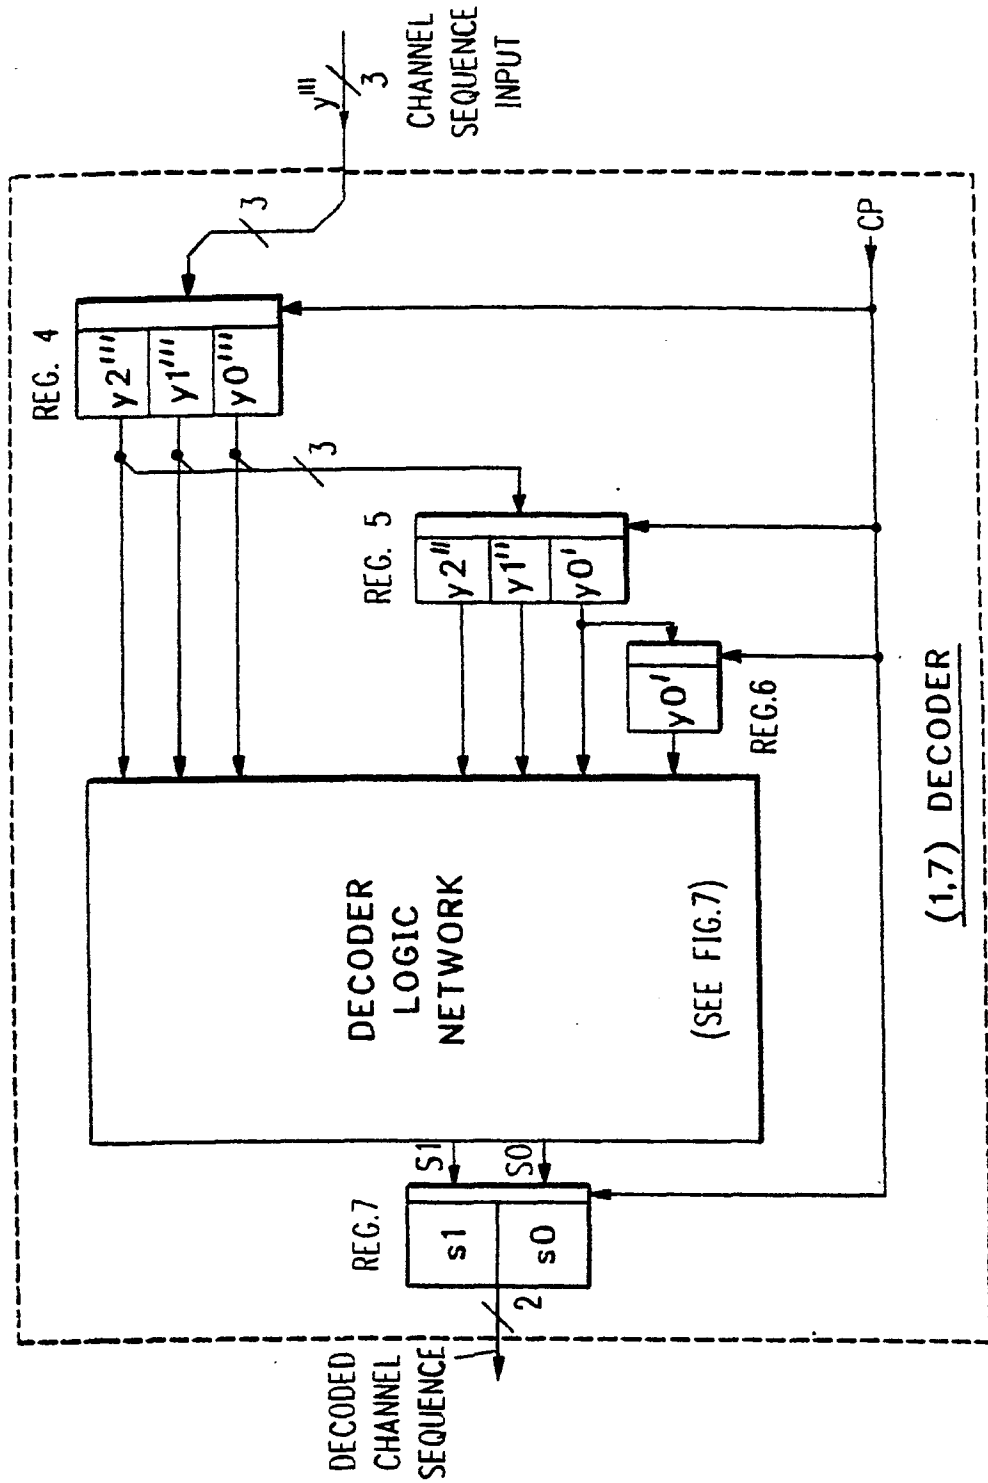 y'''
3
CHANNEL
SEQUENCE
INPUT
3
REG. 4
y2'''
y1'''
y0'''
3
CP
REG. 5
y2''
y1''
y0'
y0'
REG.6
DECODER
LOGIC
NETWORK
(SEE FIG.7)
S1
S0
REG.7
s1
s0
2
DECODED
CHANNEL
SEQUENCE
(1,7) DECODER